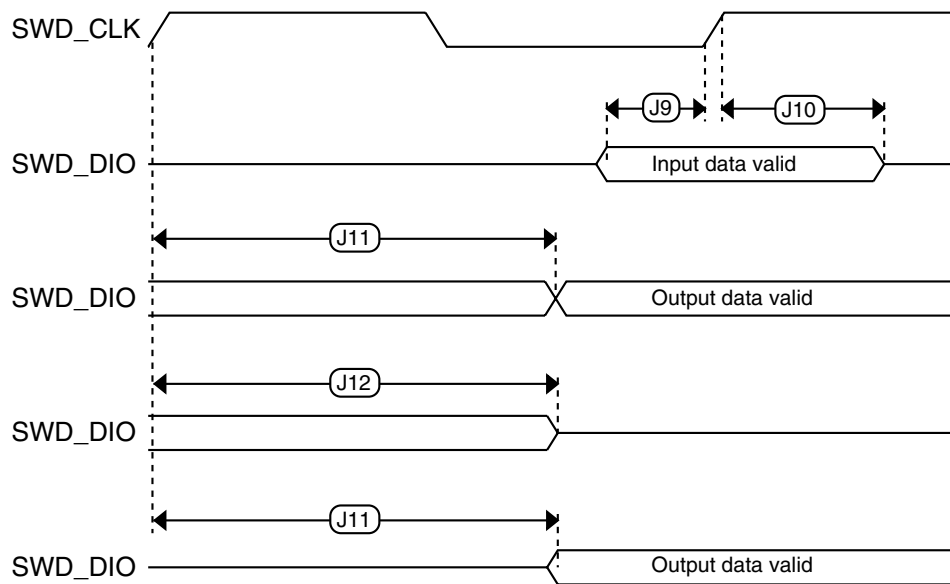 SWD_CLK
J9
J10
SWD_DIO
Input data valid
J11
SWD_DIO
Output data valid
J12
SWD_DIO
J11
SWD_DIO
Output data valid